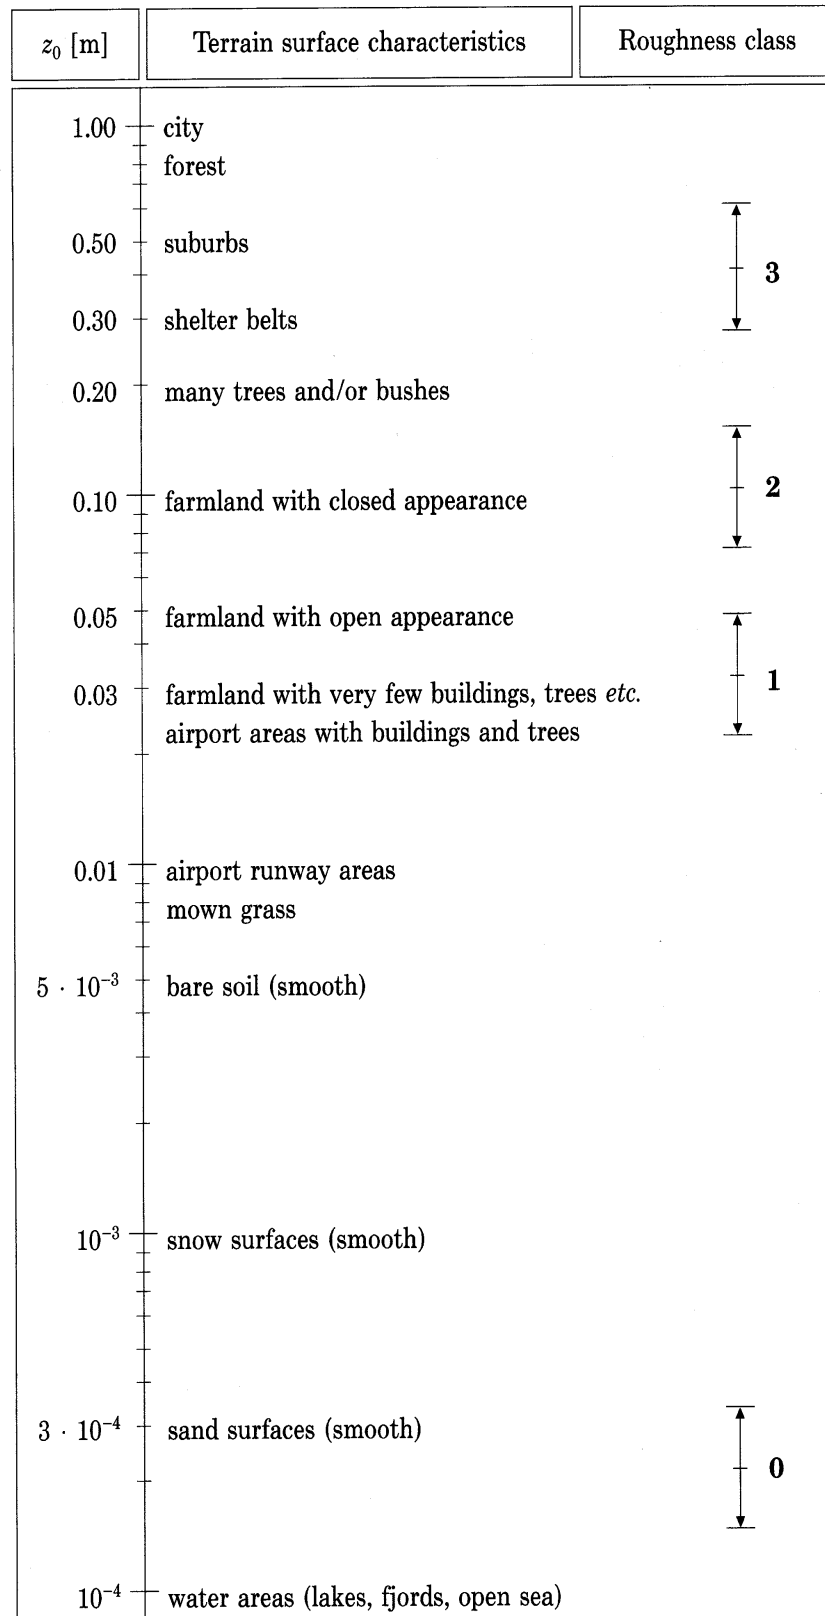 z₀ [m] Terrain surface characteristics Roughness class
1.00 city
forest
0.50 suburbs
3
0.30 shelter belts
0.20 many trees and/or bushes
2
0.10 farmland with closed appearance
0.05 farmland with open appearance
1
0.03 farmland with very few buildings, trees etc.
airport areas with buildings and trees
0.01 airport runway areas
mown grass
5 · 10⁻³ bare soil (smooth)
10⁻³ snow surfaces (smooth)
3 · 10⁻⁴ sand surfaces (smooth)
0
10⁻⁴ water areas (lakes, fjords, open sea)